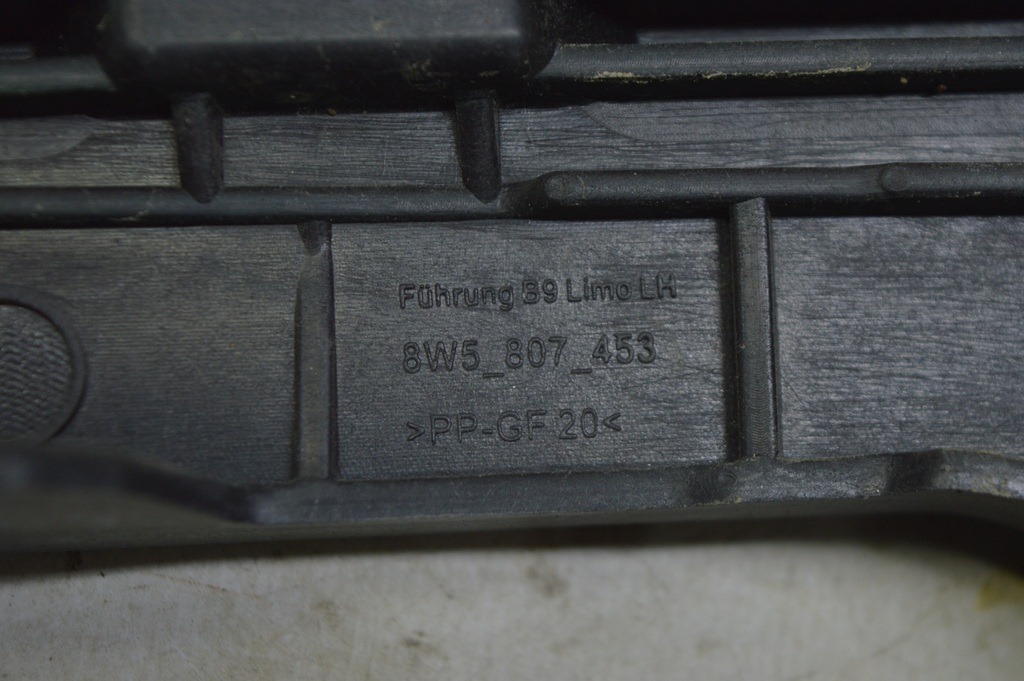 Führung B9 Limo LH
8W5_807_453
>PP-GF 20<